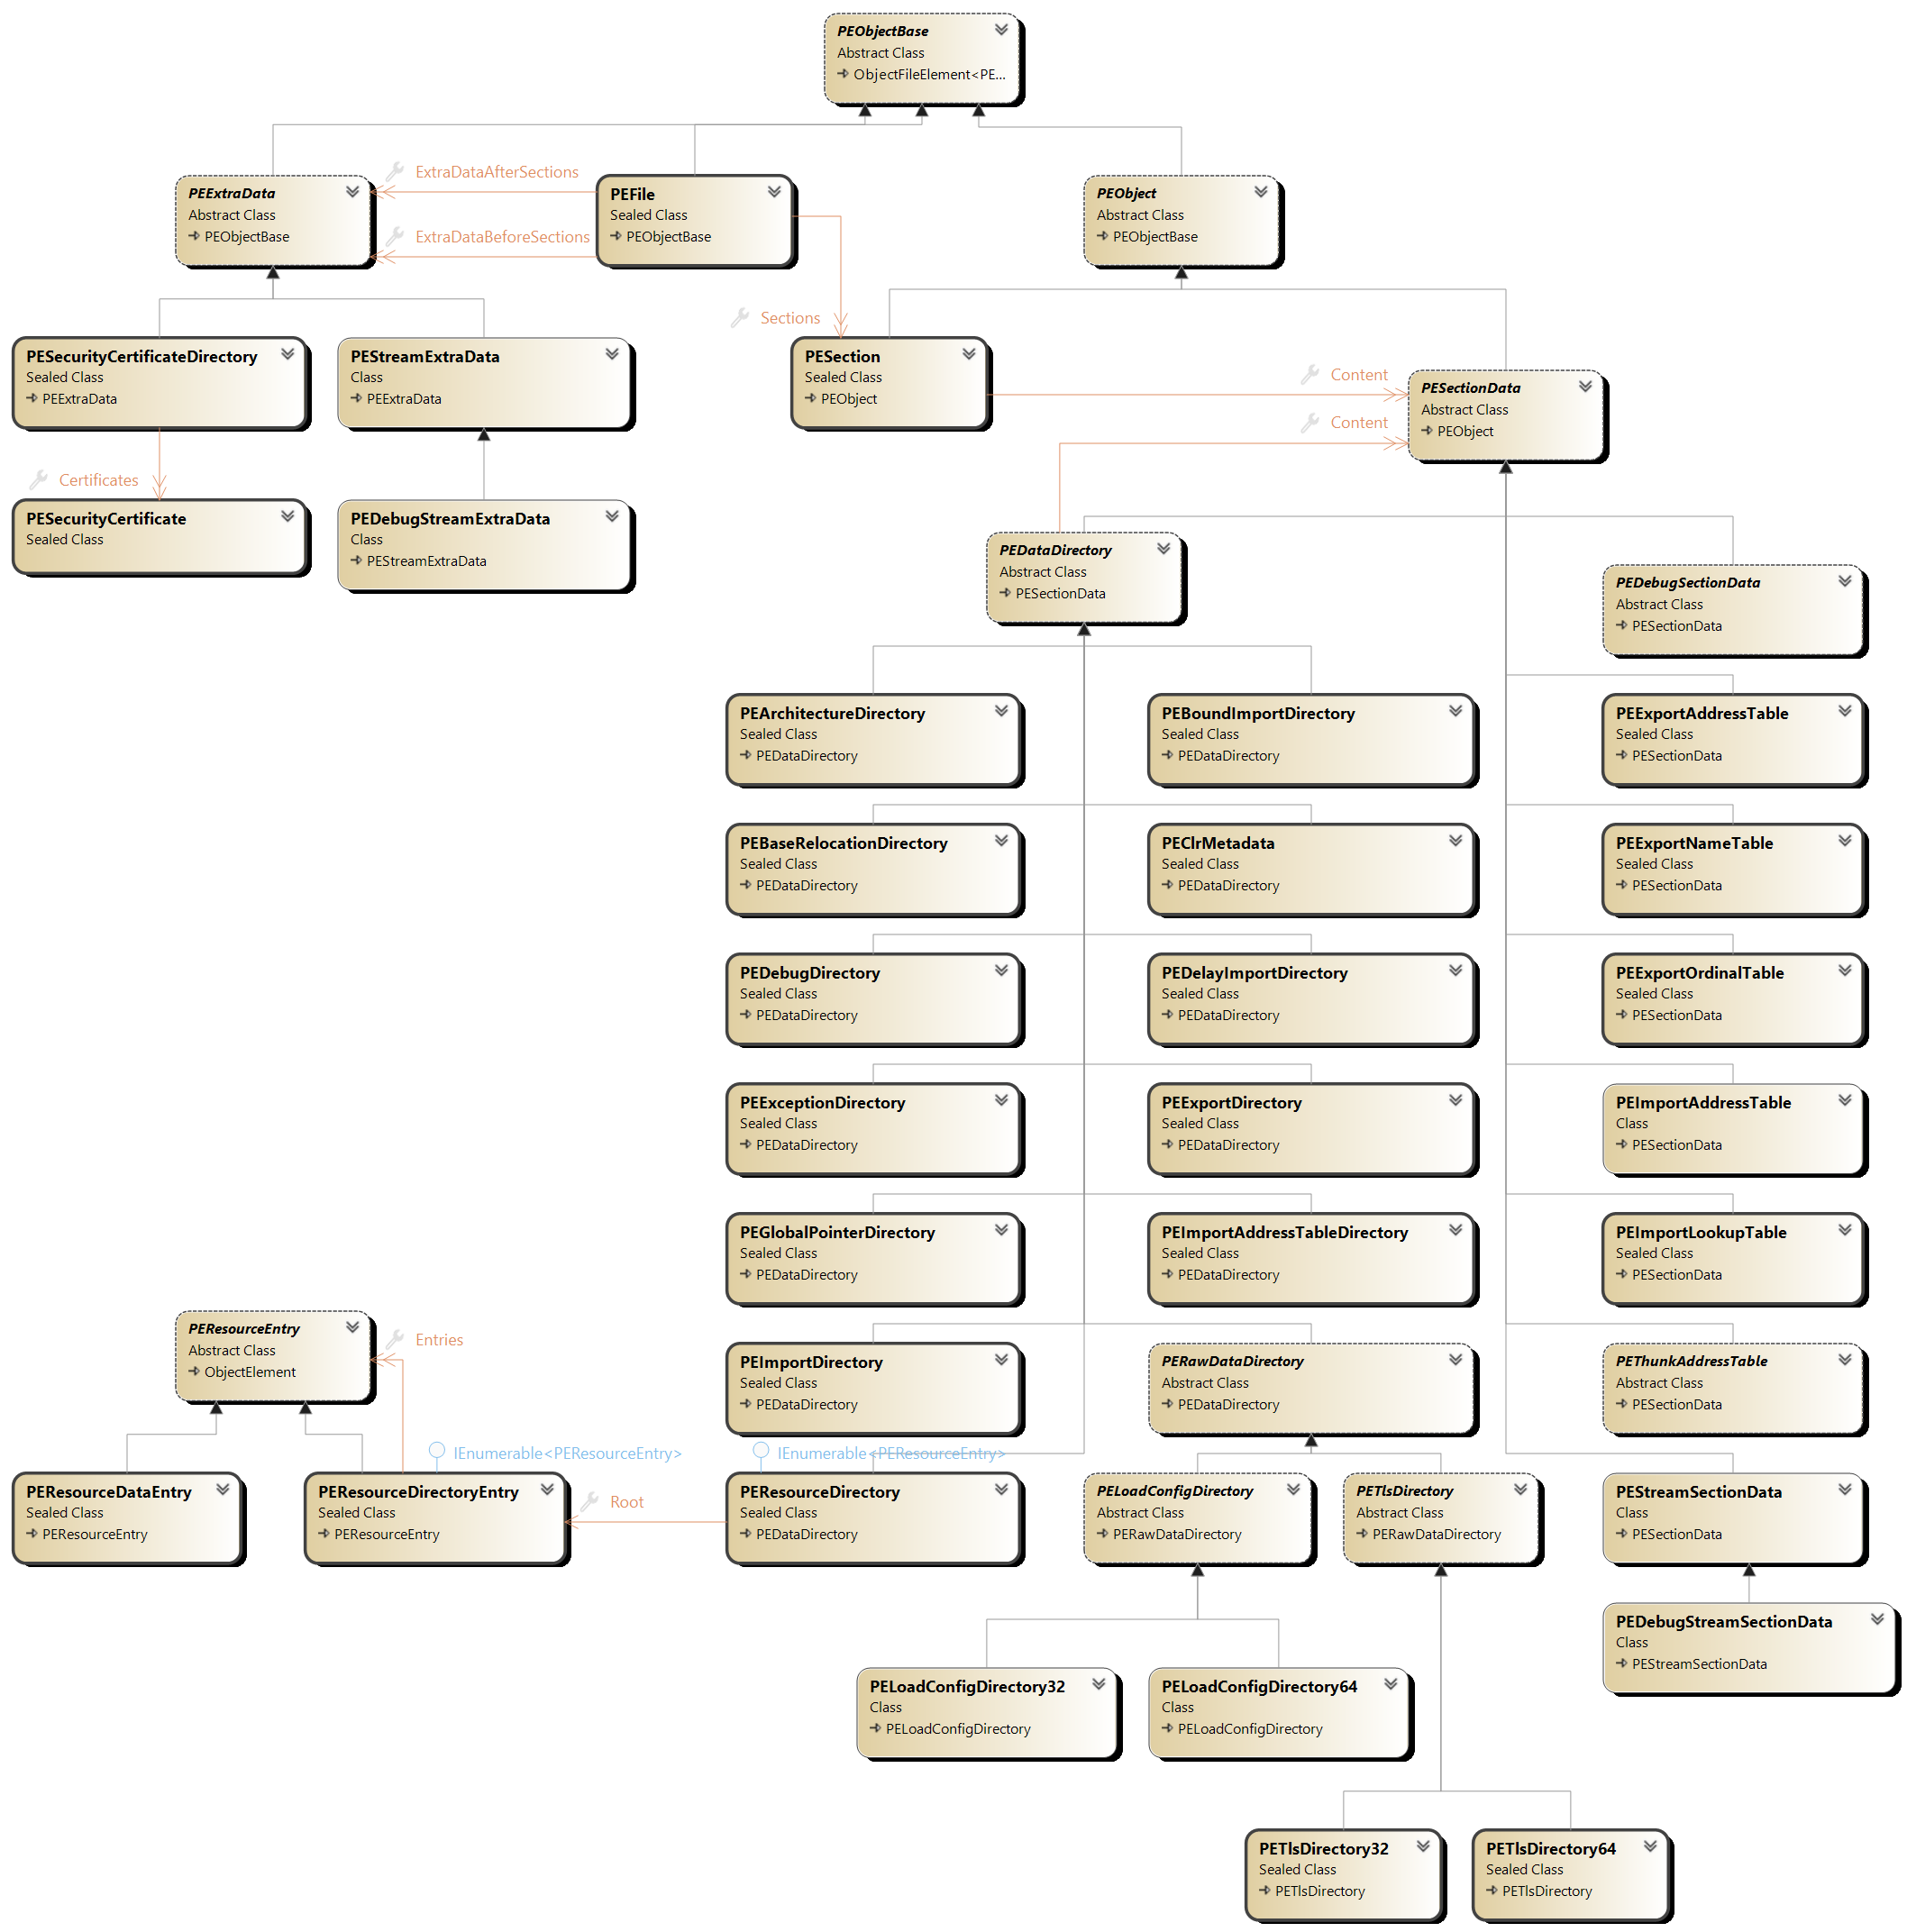 PEObjectBase
Abstract Class
ObjectFileElement<PE...
ExtraDataAfterSections
PEExtraData
Abstract Class
PEObjectBase
PEFile
Sealed Class
PEObjectBase
PEObject
Abstract Class
PEObjectBase
ExtraDataBeforeSections
Sections
PESecurityCertificateDirectory
Sealed Class
PEExtraData
PEStreamExtraData
Class
PEExtraData
PESection
Sealed Class
PEObject
Content
PESectionData
Abstract Class
PEObject
Content
Certificates
PESecurityCertificate
Sealed Class
PEDebugStreamExtraData
Class
PEStreamExtraData
PEDataDirectory
Abstract Class
PESectionData
PEDebugSectionData
Abstract Class
PESectionData
PEArchitectureDirectory
Sealed Class
PEDataDirectory
PEBoundImportDirectory
Sealed Class
PEDataDirectory
PEExportAddressTable
Sealed Class
PESectionData
PEBaseRelocationDirectory
Sealed Class
PEDataDirectory
PEClrMetadata
Sealed Class
PEDataDirectory
PEExportNameTable
Sealed Class
PESectionData
PEDebugDirectory
Sealed Class
PEDataDirectory
PEDelayImportDirectory
Sealed Class
PEDataDirectory
PEExportOrdinalTable
Sealed Class
PESectionData
PEExceptionDirectory
Sealed Class
PEDataDirectory
PEExportDirectory
Sealed Class
PEDataDirectory
PEImportAddressTable
Class
PESectionData
PEGlobalPointerDirectory
Sealed Class
PEDataDirectory
PEImportAddressTableDirectory
Sealed Class
PEDataDirectory
PEImportLookupTable
Sealed Class
PESectionData
PEResourceEntry
Abstract Class
ObjectElement
Entries
PEImportDirectory
Sealed Class
PEDataDirectory
PERawDataDirectory
Abstract Class
PEDataDirectory
PEThunkAddressTable
Abstract Class
PESectionData
IEnumerable<PEResourceEntry>
IEnumerable<PEResourceEntry>
PEResourceDataEntry
Sealed Class
PEResourceEntry
PEResourceDirectoryEntry
Sealed Class
PEResourceEntry
Root
PEResourceDirectory
Sealed Class
PEDataDirectory
PELoadConfigDirectory
Abstract Class
PERawDataDirectory
PETlsDirectory
Abstract Class
PERawDataDirectory
PEStreamSectionData
Class
PESectionData
PEDebugStreamSectionData
Class
PEStreamSectionData
PELoadConfigDirectory32
Class
PELoadConfigDirectory
PELoadConfigDirectory64
Class
PELoadConfigDirectory
PETlsDirectory32
Sealed Class
PETlsDirectory
PETlsDirectory64
Sealed Class
PETlsDirectory